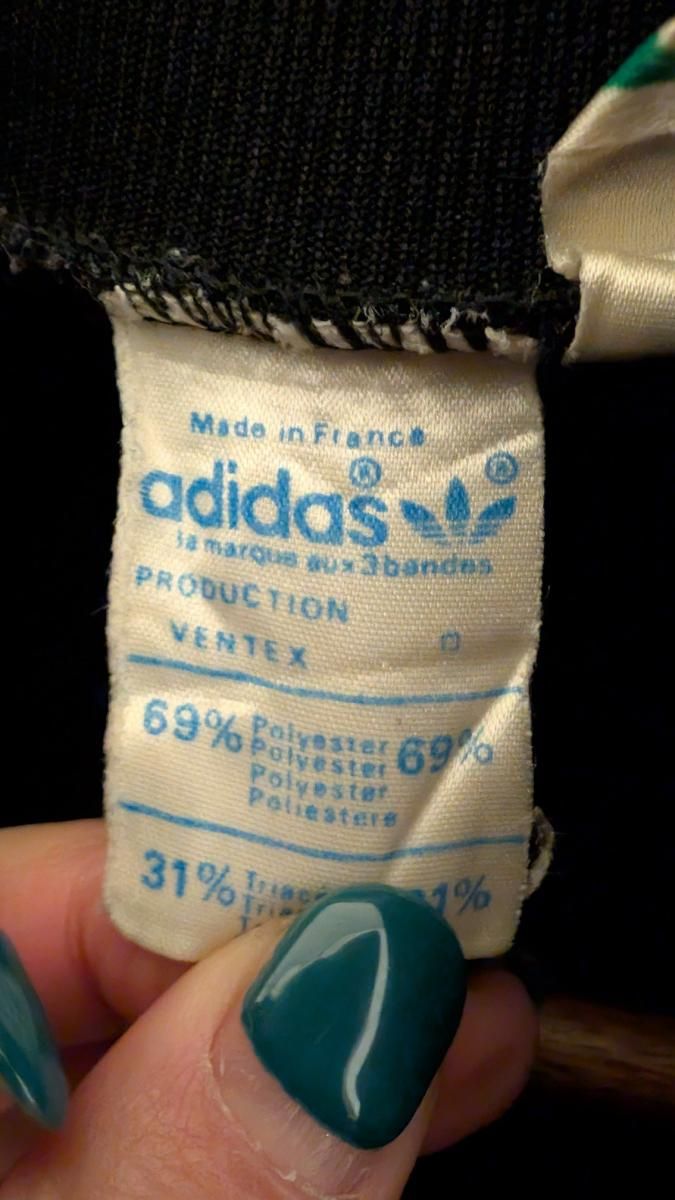 Made in France
adidas®
®
la marque aux 3 bandes
PRODUCTION
VENTEX
69% Polyester 69%
Polyester
Polyester
Poliestere
31%